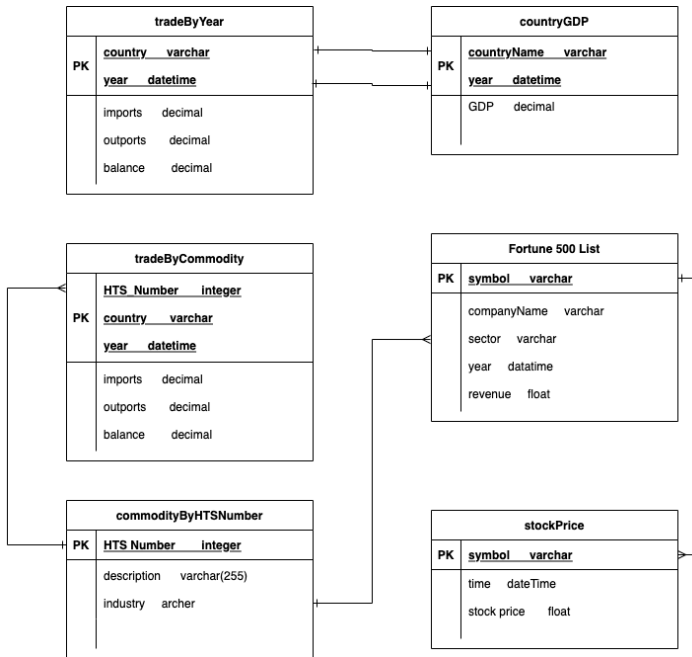 tradeByYear
PK
country varchar
year datetime
imports decimal
outports decimal
balance decimal
countryGDP
PK
countryName varchar
year datetime
GDP decimal
tradeByCommodity
PK
HTS_Number integer
country varchar
year datetime
imports decimal
outports decimal
balance decimal
Fortune 500 List
PK symbol varchar
companyName varchar
sector varchar
year datatime
revenue float
commodityByHTSNumber
PK HTS Number integer
description varchar(255)
industry archer
stockPrice
PK symbol varchar
time dateTime
stock price float